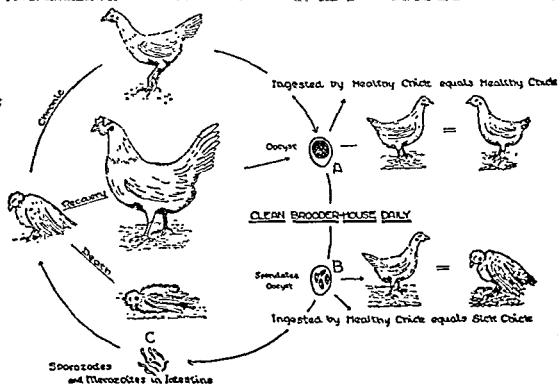 Chronic
Ingested by Healthy Chick equals Healthy Chick
Oocyst
=
A
Recovery
CLEAN BROODER-HOUSE DAILY
Death
B
Sporulated
Oocyst
=
Ingested by Healthy Chick equals Sick Chick
C
Sporozoites
and Merozoites in Intestine